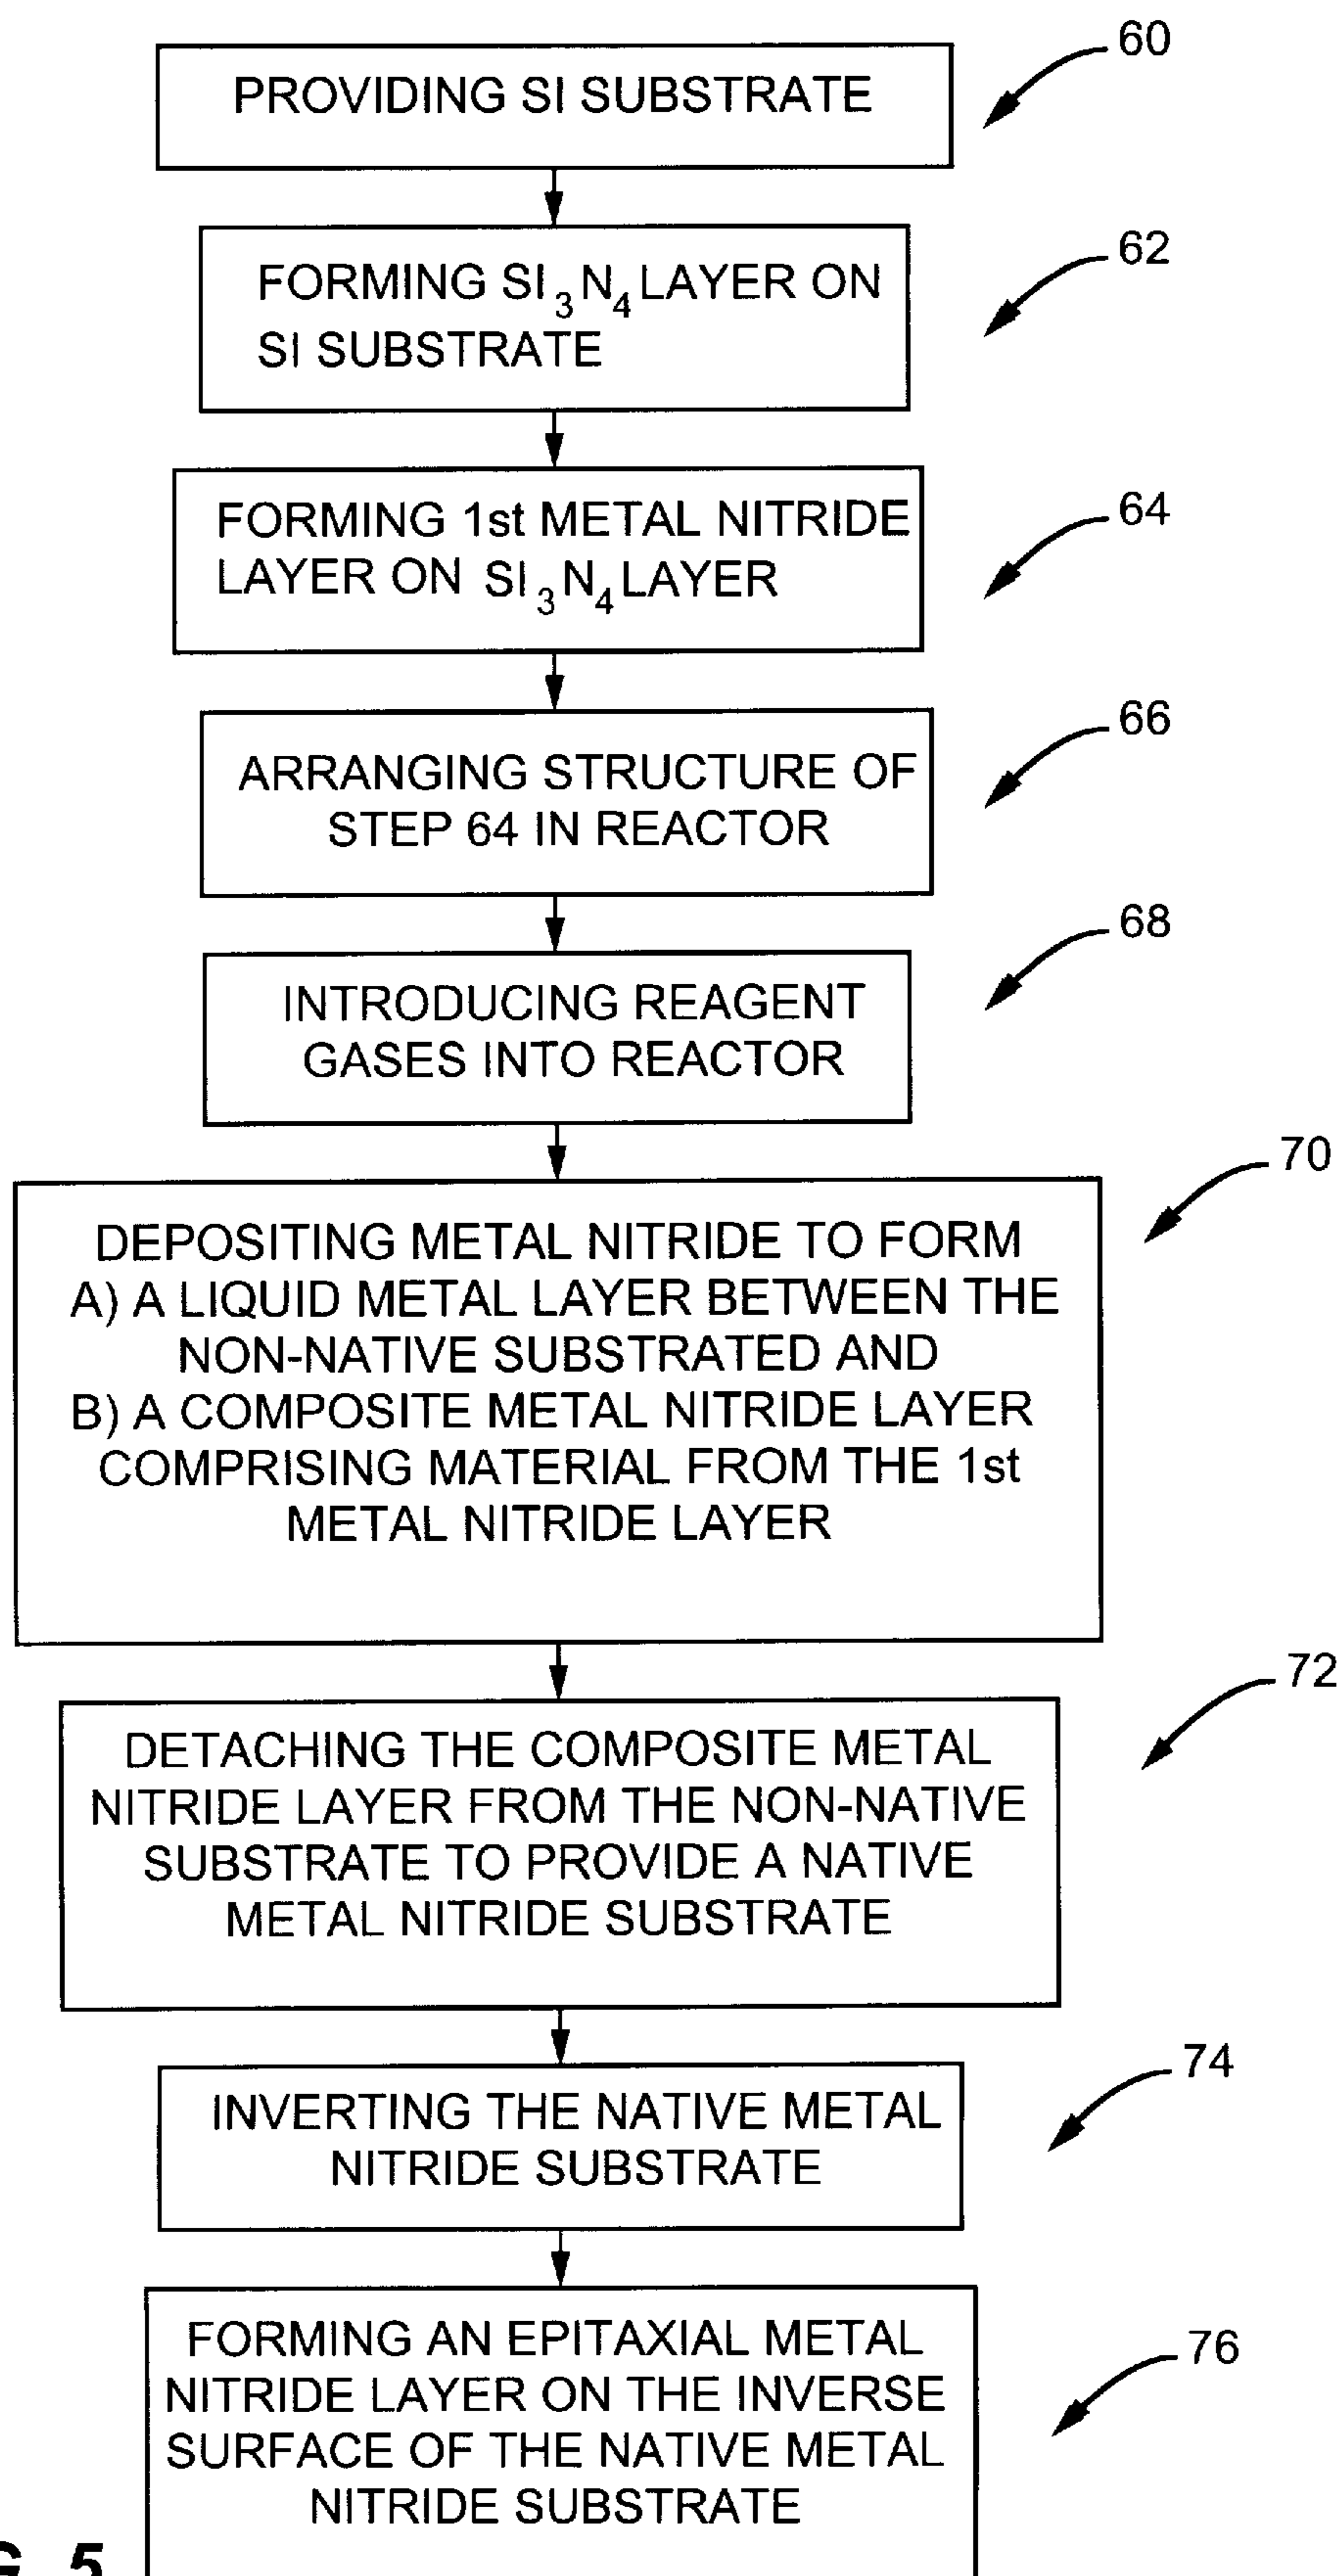 PROVIDING SI SUBSTRATE
60
FORMING SI3N4 LAYER ON
SI SUBSTRATE
62
FORMING 1st METAL NITRIDE
LAYER ON SI3N4 LAYER
64
ARRANGING STRUCTURE OF
STEP 64 IN REACTOR
66
INTRODUCING REAGENT
GASES INTO REACTOR
68
DEPOSITING METAL NITRIDE TO FORM
A) A LIQUID METAL LAYER BETWEEN THE
NON-NATIVE SUBSTRATED AND
B) A COMPOSITE METAL NITRIDE LAYER
COMPRISING MATERIAL FROM THE 1st
METAL NITRIDE LAYER
70
DETACHING THE COMPOSITE METAL
NITRIDE LAYER FROM THE NON-NATIVE
SUBSTRATE TO PROVIDE A NATIVE
METAL NITRIDE SUBSTRATE
72
INVERTING THE NATIVE METAL
NITRIDE SUBSTRATE
74
FORMING AN EPITAXIAL METAL
NITRIDE LAYER ON THE INVERSE
SURFACE OF THE NATIVE METAL
NITRIDE SUBSTRATE
76
5